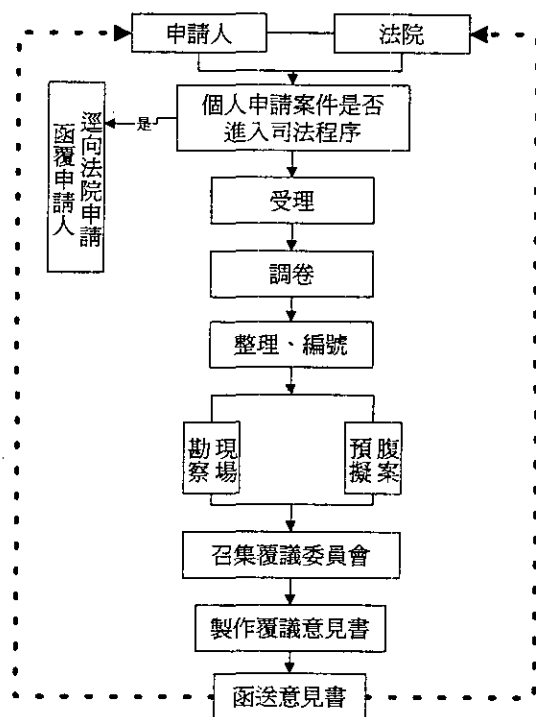 申請人
法院
個人申請案件是否
進入司法程序
是
逕向法院申請
函覆申請人
受理
調卷
整理、編號
現場
勘察
腹案
預擬
召集覆議委員會
製作覆議意見書
函送意見書